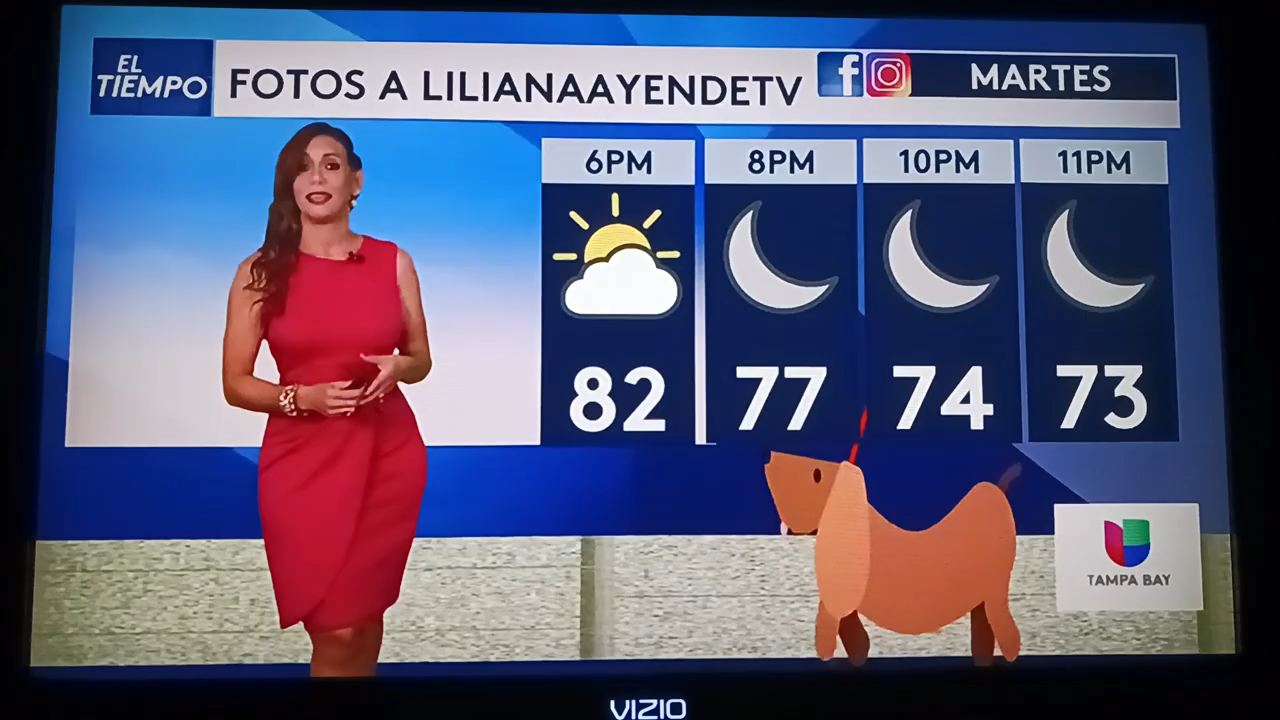 EL
TIEMPO
FOTOS A LILIANAAYENDETV
MARTES
6PM
8PM
10PM
11PM
82
77
74
73
TAMPA BAY
VIZIO